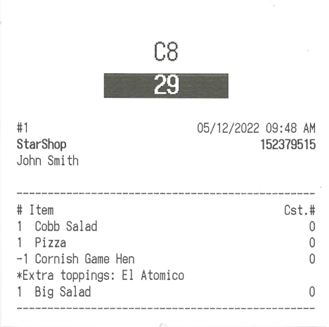 C8
29
#1 05/12/2022 09:48 AM
StarShop 152379515
John Smith
# Item Cst.#
1 Cobb Salad 0
1 Pizza 0
-1 Cornish Game Hen 0
*Extra toppings: El Atomico
1 Big Salad 0